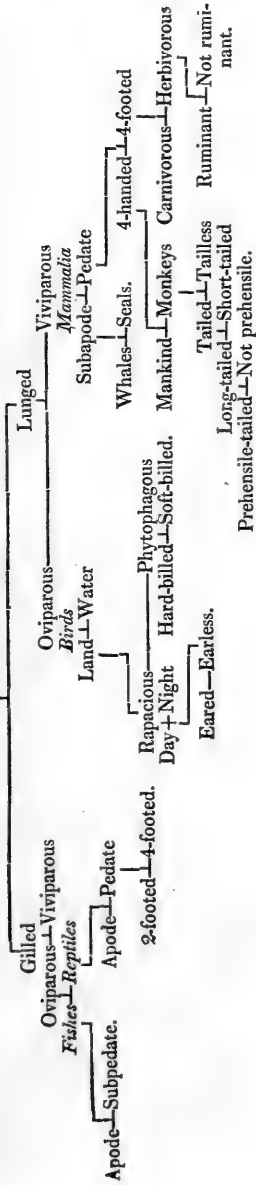 Gilled
Lunged
Oviparous Viviparous
Fishes Reptiles
Oviparous Viviparous
Birds Mammalia
Apode Subpedate.
Apode Pedate
2-footed 4-footed.
Land Water
Subapode Pedate
Rapacious Phytophagous
Day Night
Hard-billed Soft-billed.
Eared Earless.
Whales Seals.
4-handed 4-footed
Mankind Monkeys
Carnivorous Herbivorous
Tailed Tailless
Long-tailed Short-tailed
Prehensile-tailed Not prehensile.
Ruminant Not rumi-
nant.